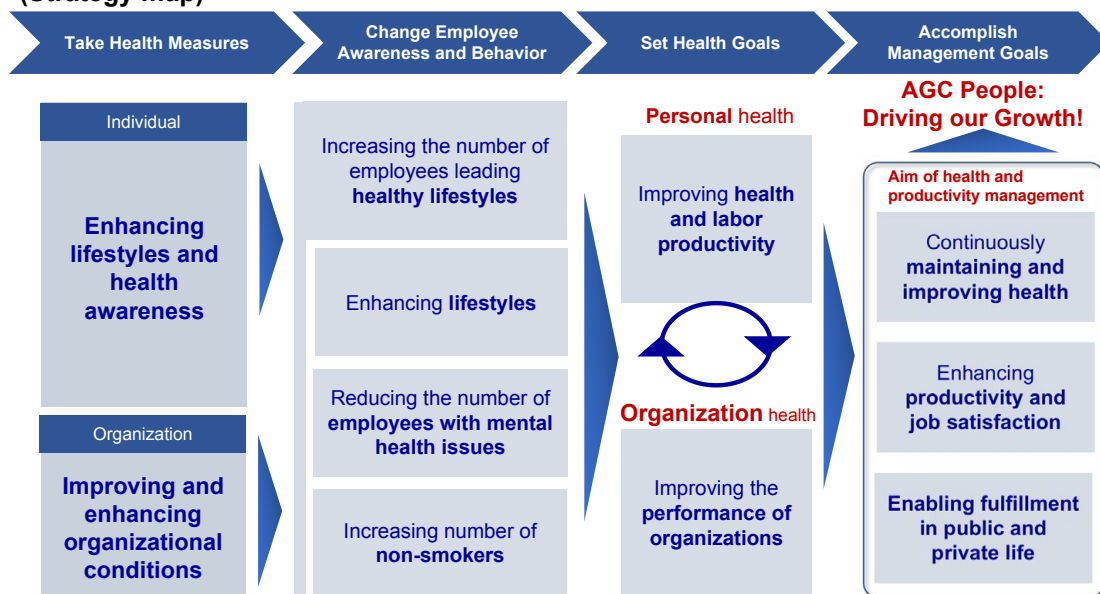 (Strategy Map)
Take Health Measures
Change Employee
Awareness and Behavior
Set Health Goals
Accomplish
Management Goals
Individual
Enhancing
lifestyles and
health
awareness
Organization
Improving and
enhancing
organizational
conditions
Increasing the number of
employees leading
healthy lifestyles
Enhancing lifestyles
Reducing the number of
employees with mental
health issues
Increasing number of
non-smokers
Personal health
Improving health
and labor
productivity
Organization health
Improving the
performance of
organizations
AGC People:
Driving our Growth!
Aim of health and
productivity management
Continuously
maintaining and
improving health
Enhancing
productivity and
job satisfaction
Enabling fulfillment
in public and
private life